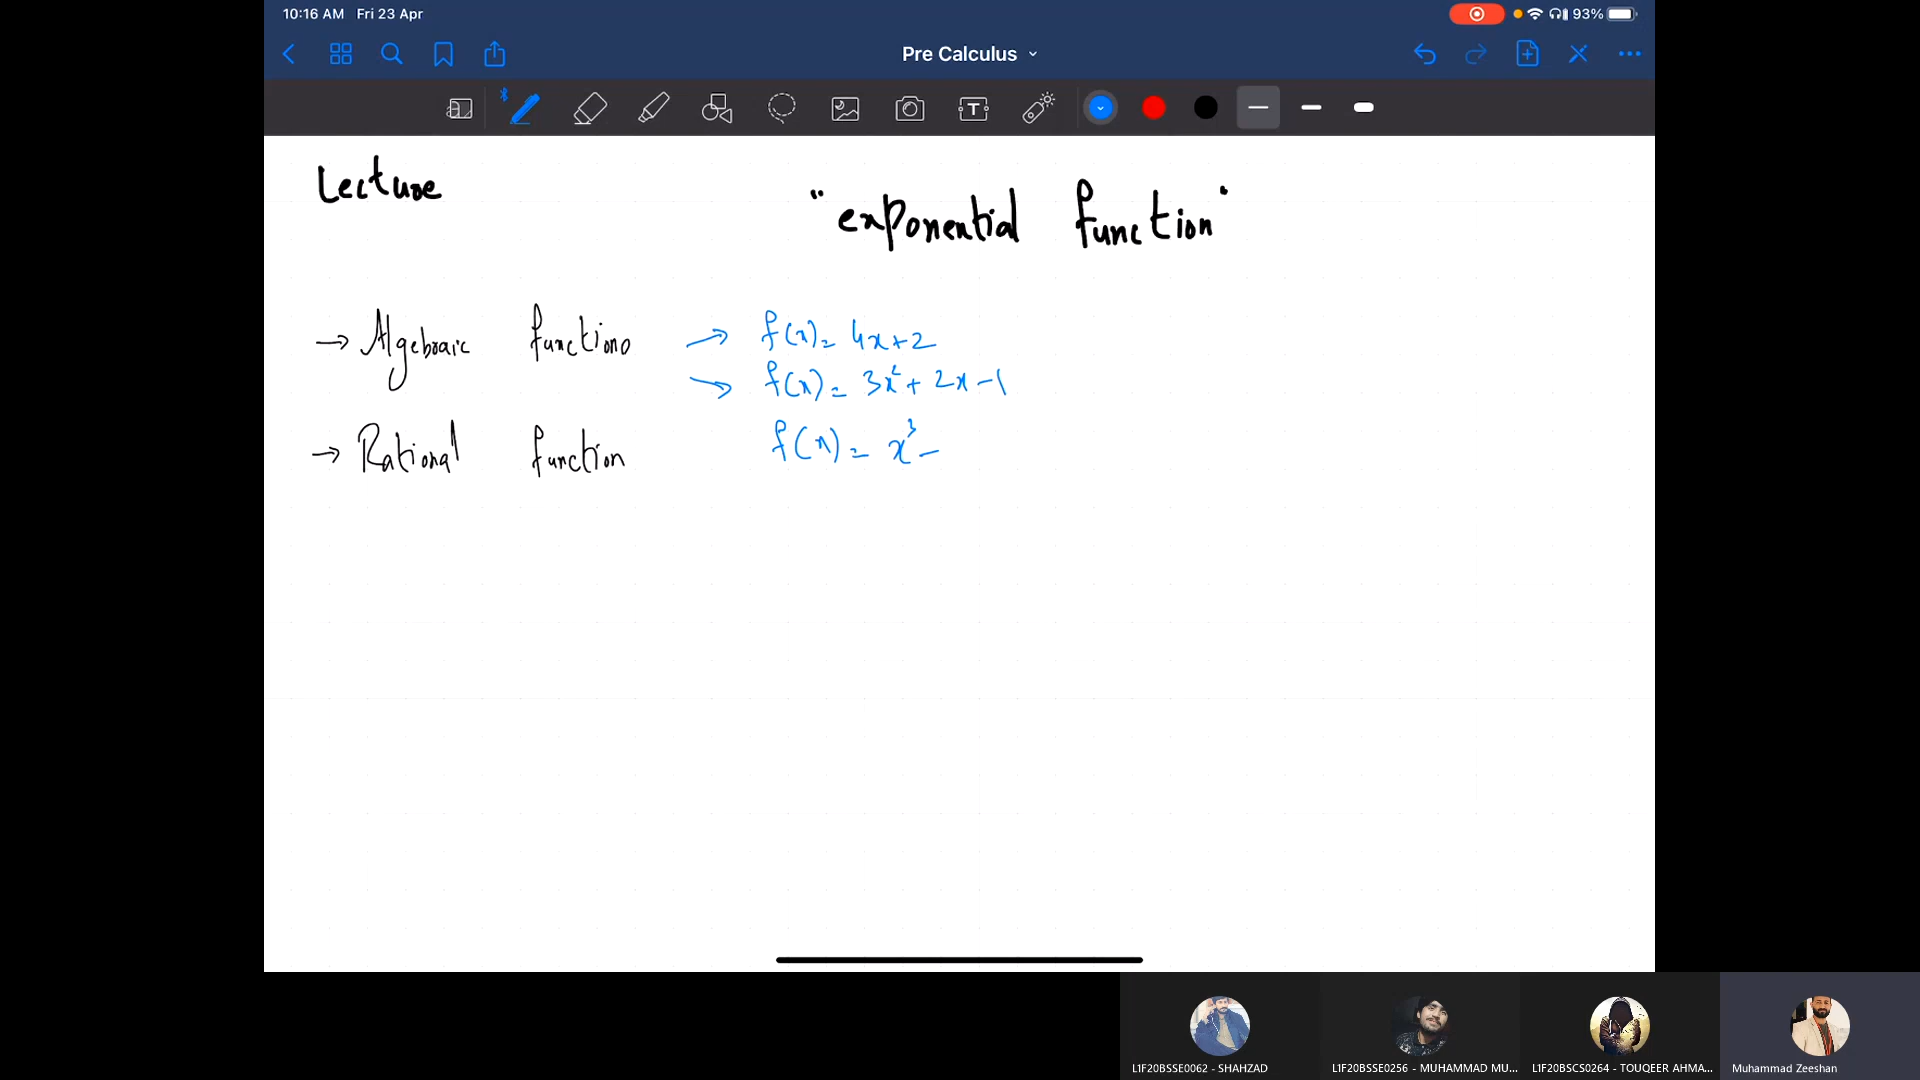 10:16 AM Fri 23 Apr 93%
Pre Calculus
T
Lecture
"exponential function"
→ Algebraic functions → f(x) = 4x+2
→ f(x) = 3x²+ 2x-1
→ Rational function f(x) = x³-
L1F20BSSE0062 - SHAHZAD L1F20BSSE0256 - MUHAMMAD MU... L1F20BSCS0264 - TOUQEER AHMA... Muhammad Zeeshan